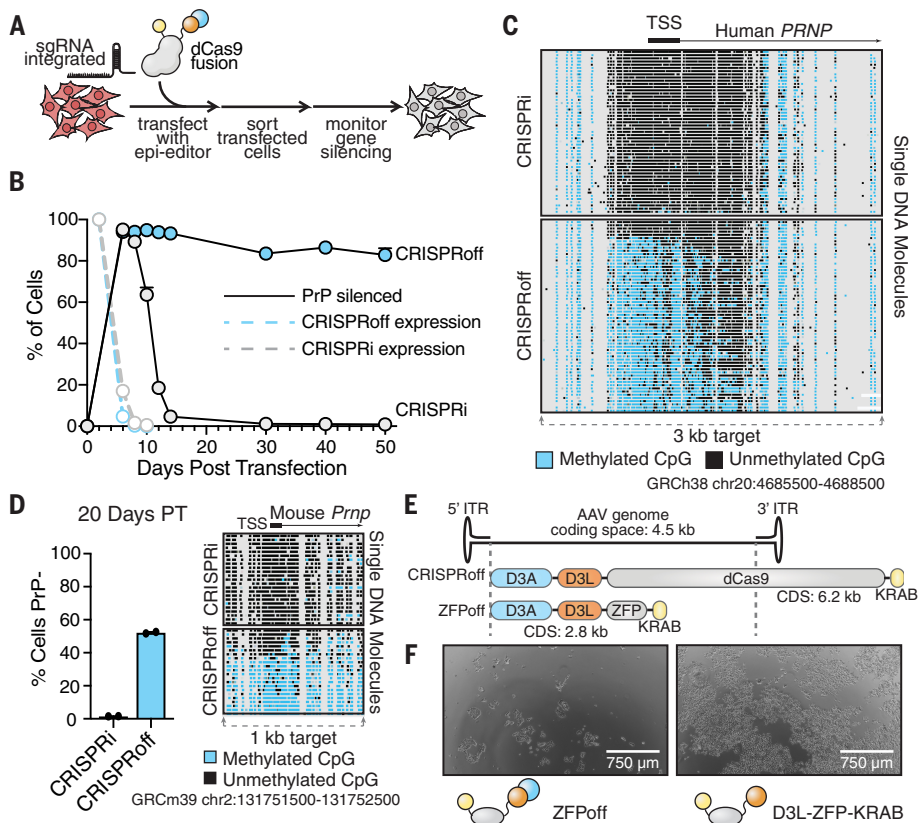 A
sgRNA
integrated
dCas9
fusion
transfect
with
epi-editor
sort
transfected
cells
monitor
gene
silencing
B
% of Cells
100
80
60
40
20
0
0
10
20
30
40
50
Days Post Transfection
CRISPRoff
PrP silenced
CRISPRoff expression
CRISPRi expression
CRISPRi
C
TSS
Human PRNP
CRISPRi
CRISPRoff
Single DNA Molecules
3 kb target
Methylated CpG
Unmethylated CpG
GRCh38 chr20:4685500-4688500
D
20 Days PT
% Cells PrP-
100
80
60
40
20
0
CRISPRi
CRISPRoff
TSS
Mouse Prnp
CRISPRi
CRISPRoff
Single DNA Molecules
1 kb target
Methylated CpG
Unmethylated CpG
GRCm39 chr2:131751500-131752500
E
5' ITR
AAV genome
coding space: 4.5 kb
3' ITR
CRISPRoff
D3A
D3L
dCas9
KRAB
CDS: 6.2 kb
ZFPoff
D3A
D3L
ZFP
KRAB
CDS: 2.8 kb
F
750 μm
750 μm
ZFPoff
D3L-ZFP-KRAB